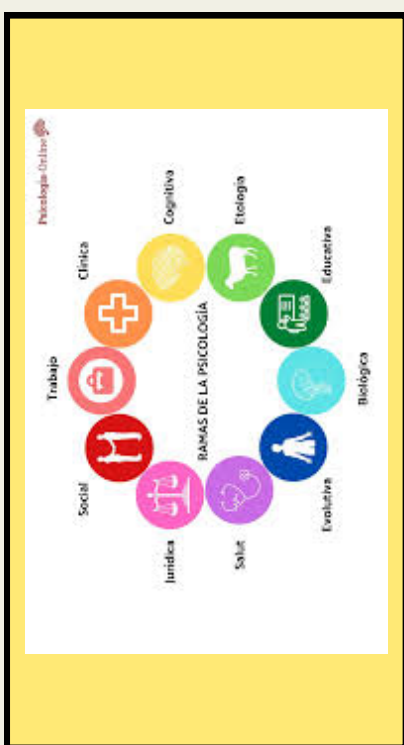 Psicología-Online
Trabajo
Social
Clínica
Jurídica
Cognitiva
RAMAS DE LA PSICOLOGÍA
Salut
Etología
Evolutiva
Educativa
Biológica